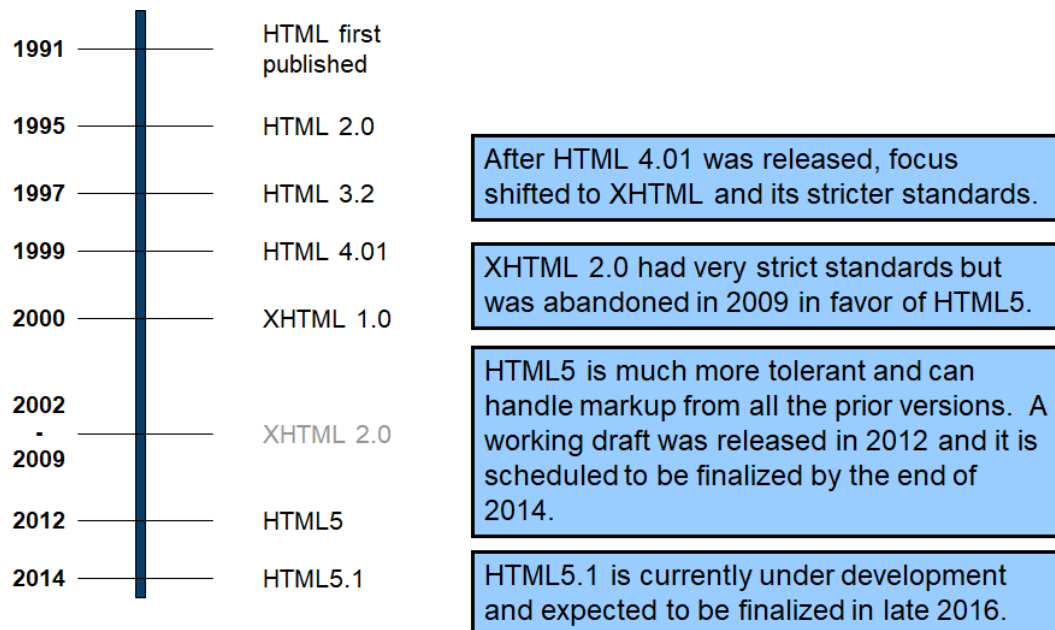 1991
HTML first
published
1995
HTML 2.0
1997
HTML 3.2
1999
HTML 4.01
2000
XHTML 1.0
2002
-
2009
XHTML 2.0
2012
HTML5
2014
HTML5.1
After HTML 4.01 was released, focus
shifted to XHTML and its stricter standards.
XHTML 2.0 had very strict standards but
was abandoned in 2009 in favor of HTML5.
HTML5 is much more tolerant and can
handle markup from all the prior versions.  A
working draft was released in 2012 and it is
scheduled to be finalized by the end of
2014.
HTML5.1 is currently under development
and expected to be finalized in late 2016.